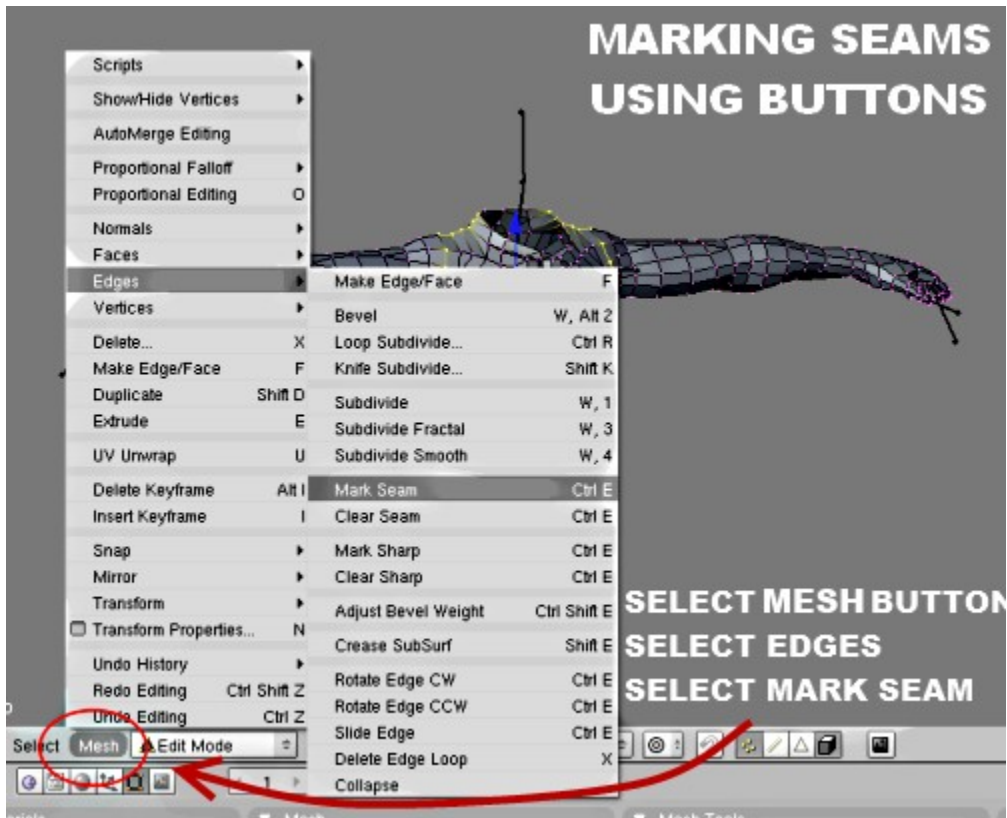 MARKING SEAMS
USING BUTTONS
Scripts
Show/Hide Vertices
AutoMerge Editing
Proportional Falloff
Proportional Editing O
Normals
Faces
Edges
Vertices
Delete... X
Make Edge/Face F
Duplicate Shift D
Extrude E
UV Unwrap U
Delete Keyframe Alt I
Insert Keyframe I
Snap
Mirror
Transform
Transform Properties... N
Undo History
Redo Editing Ctrl Shift Z
Undo Editing Ctrl Z
Make Edge/Face F
Bevel W, Alt 2
Loop Subdivide... Ctrl R
Knife Subdivide... Shift K
Subdivide W, 1
Subdivide Fractal W, 3
Subdivide Smooth W, 4
Mark Seam Ctrl E
Clear Seam Ctrl E
Mark Sharp Ctrl E
Clear Sharp Ctrl E
Adjust Bevel Weight Ctrl Shift E
Crease SubSurf Shift E
Rotate Edge CW Ctrl E
Rotate Edge CCW Ctrl E
Slide Edge Ctrl E
Delete Edge Loop X
Collapse
SELECT MESH BUTTON
SELECT EDGES
SELECT MARK SEAM
Select Mesh Edit Mode
1
Mesh Mesh Tools